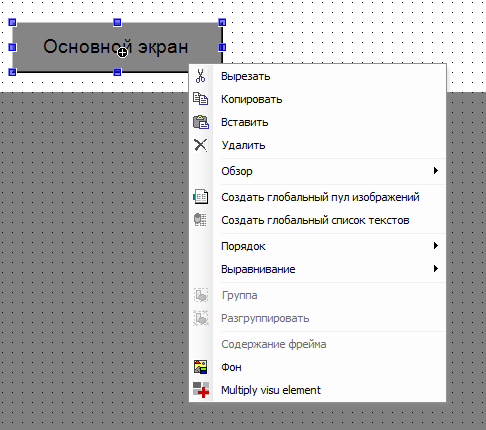 Основной экран
Вырезать
Копировать
Вставить
Удалить
Обзор
Создать глобальный пул изображений
Создать глобальный список текстов
Порядок
Выравнивание
Группа
Разгруппировать
Содержание фрейма
Фон
Multiply visu element